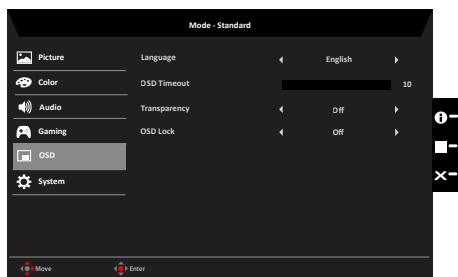 Mode - Standard
Picture
Language English
Color
OSD Timeout 10
Audio
Transparency Off
Gaming
OSD Lock Off
OSD
System
Move Enter